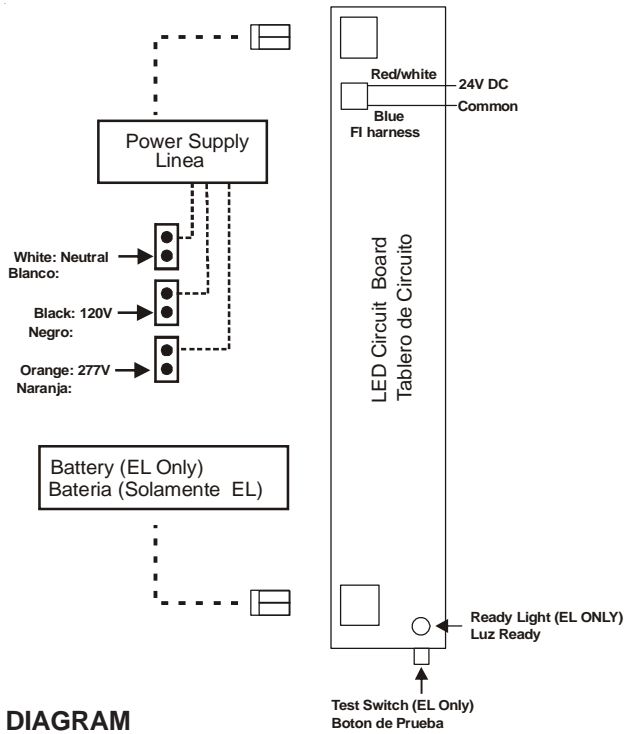 Red/white
24V DC
Common
Blue
FI harness
Power Supply
Linea
White: Neutral
Blanco:
Black: 120V
Negro:
Orange: 277V
Naranja:
LED Circuit Board
Tablero de Circuito
Battery (EL Only)
Bateria (Solamente EL)
Ready Light (EL ONLY)
Luz Ready
Test Switch (EL Only)
Boton de Prueba
DIAGRAM